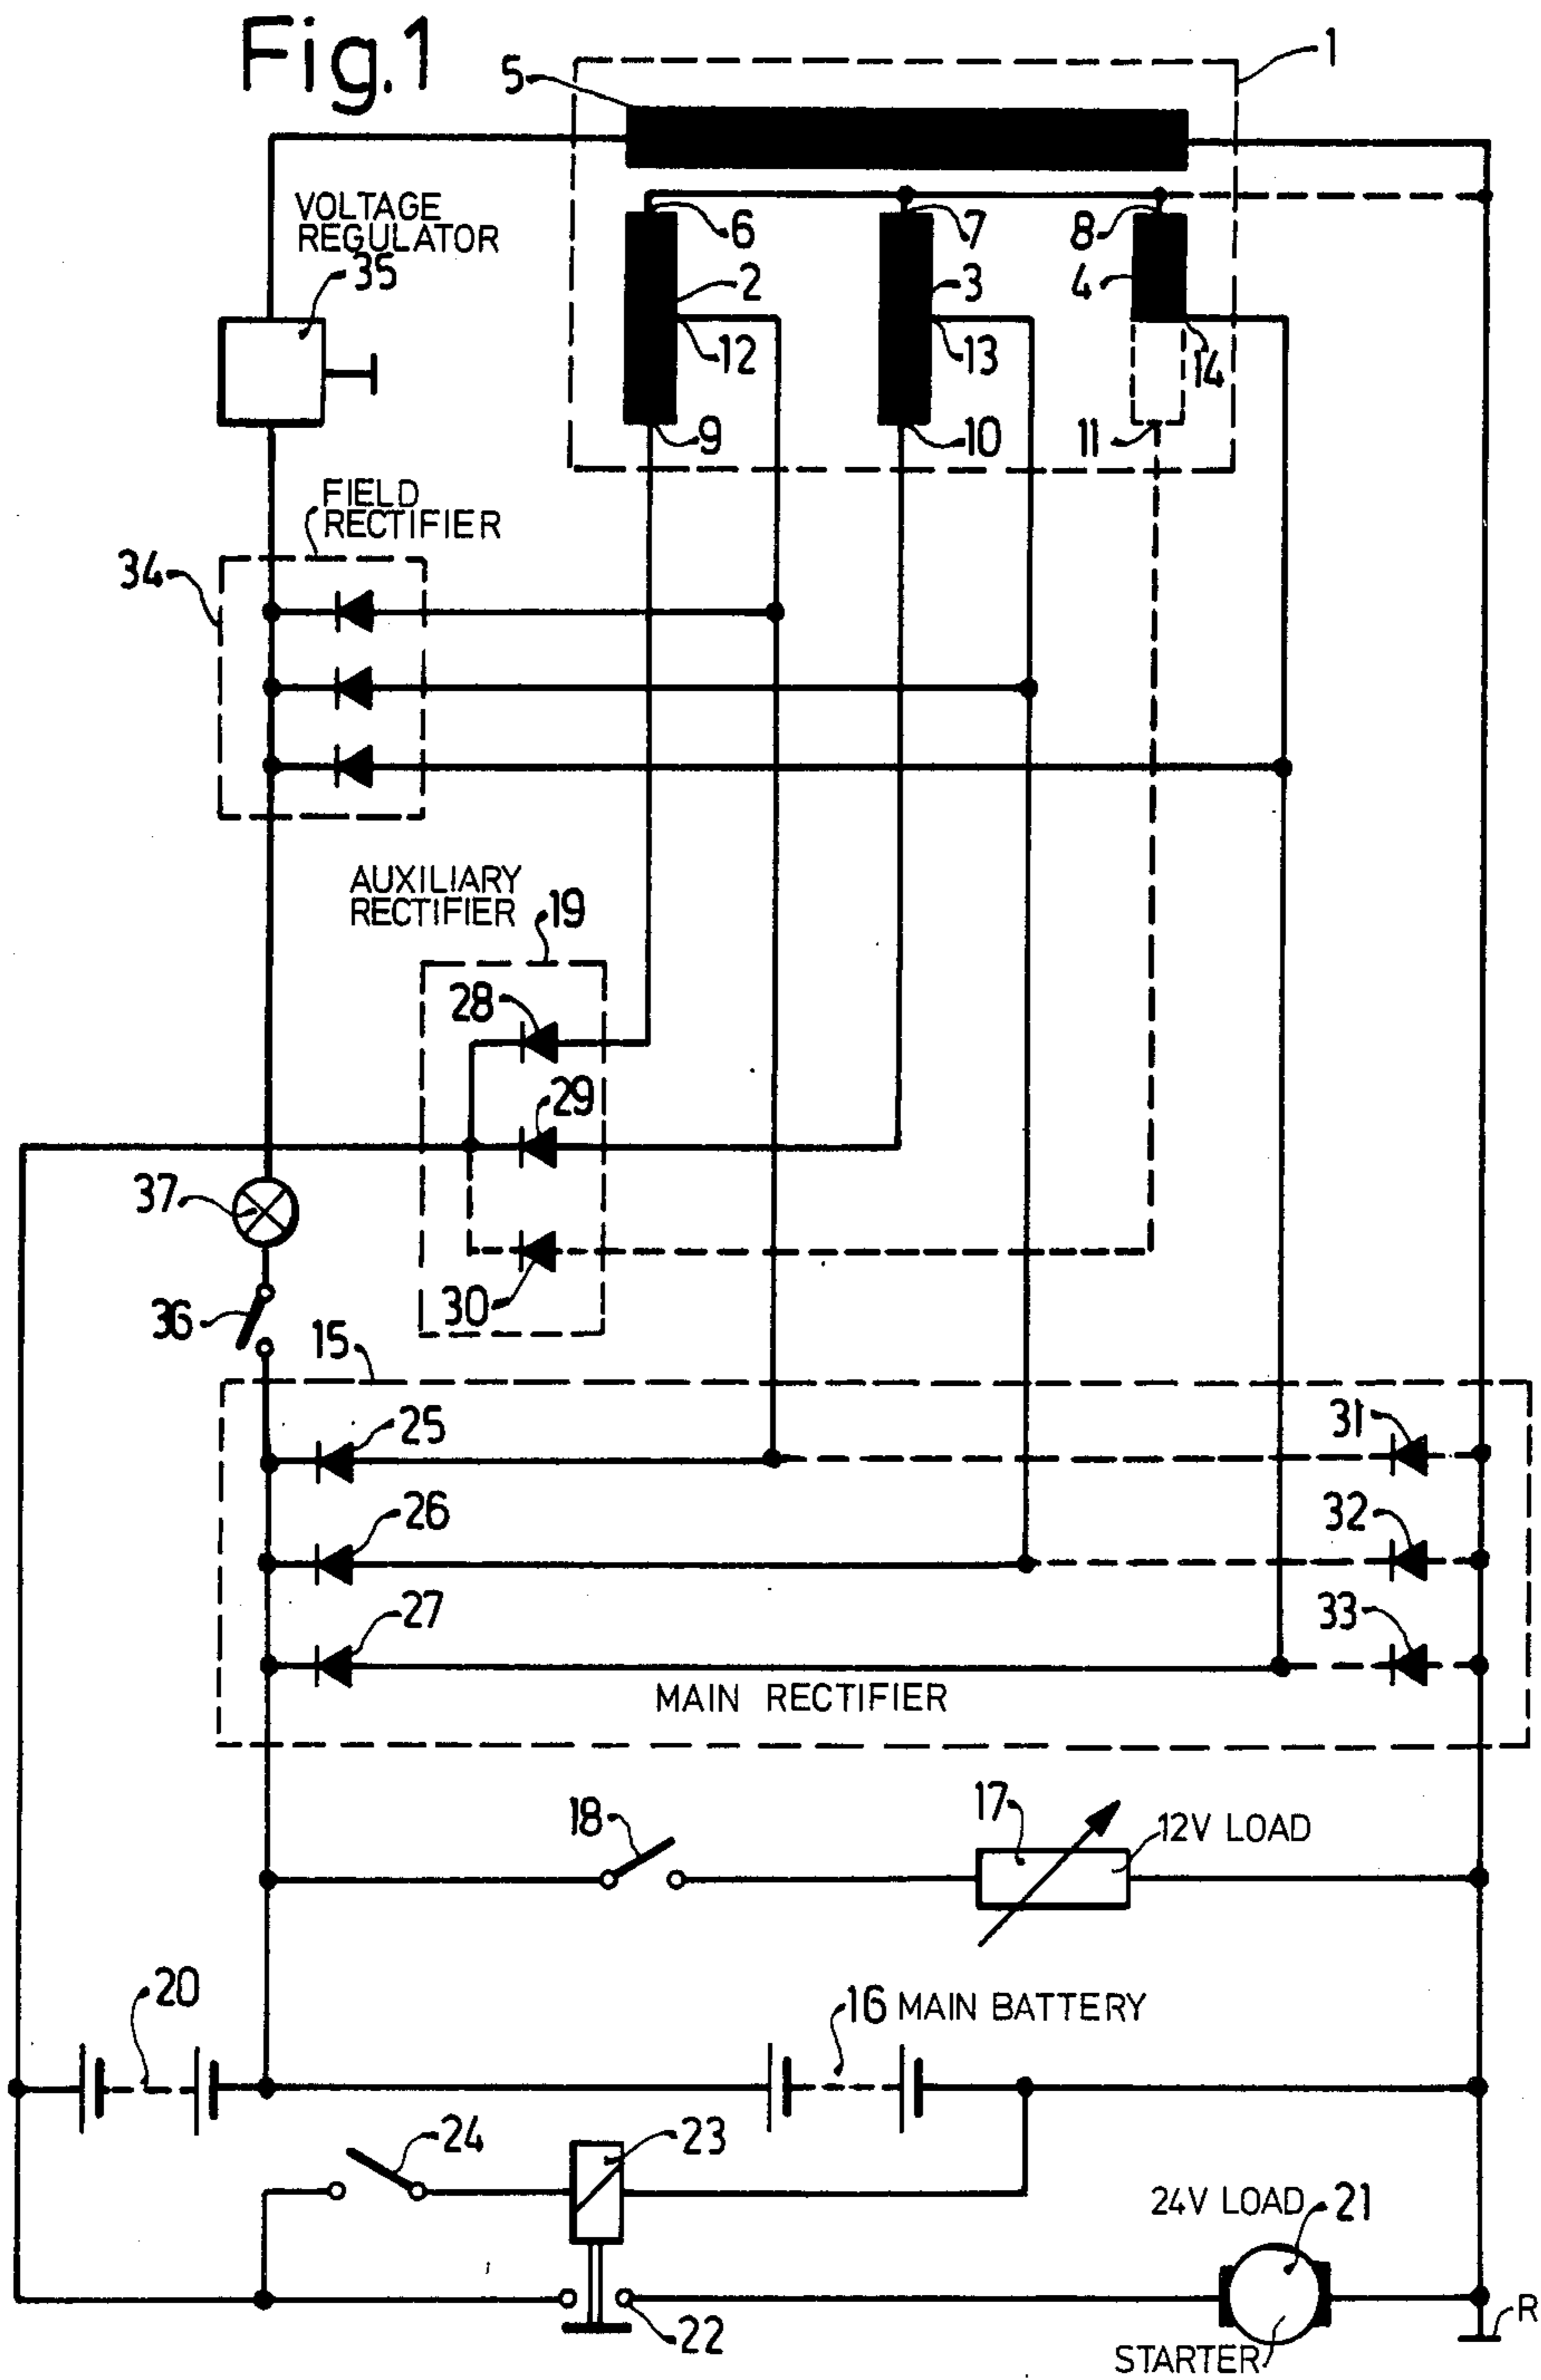 Fig.1
1
5
VOLTAGE
REGULATOR
35
6
7
8
2
3
4
12
13
14
9
10
11
FIELD
RECTIFIER
34
AUXILIARY
RECTIFIER
19
28
29
37
30
36
15
25
31
26
32
27
33
MAIN RECTIFIER
18
17
12V LOAD
20
16 MAIN BATTERY
24
23
24V LOAD
21
22
R
STARTER